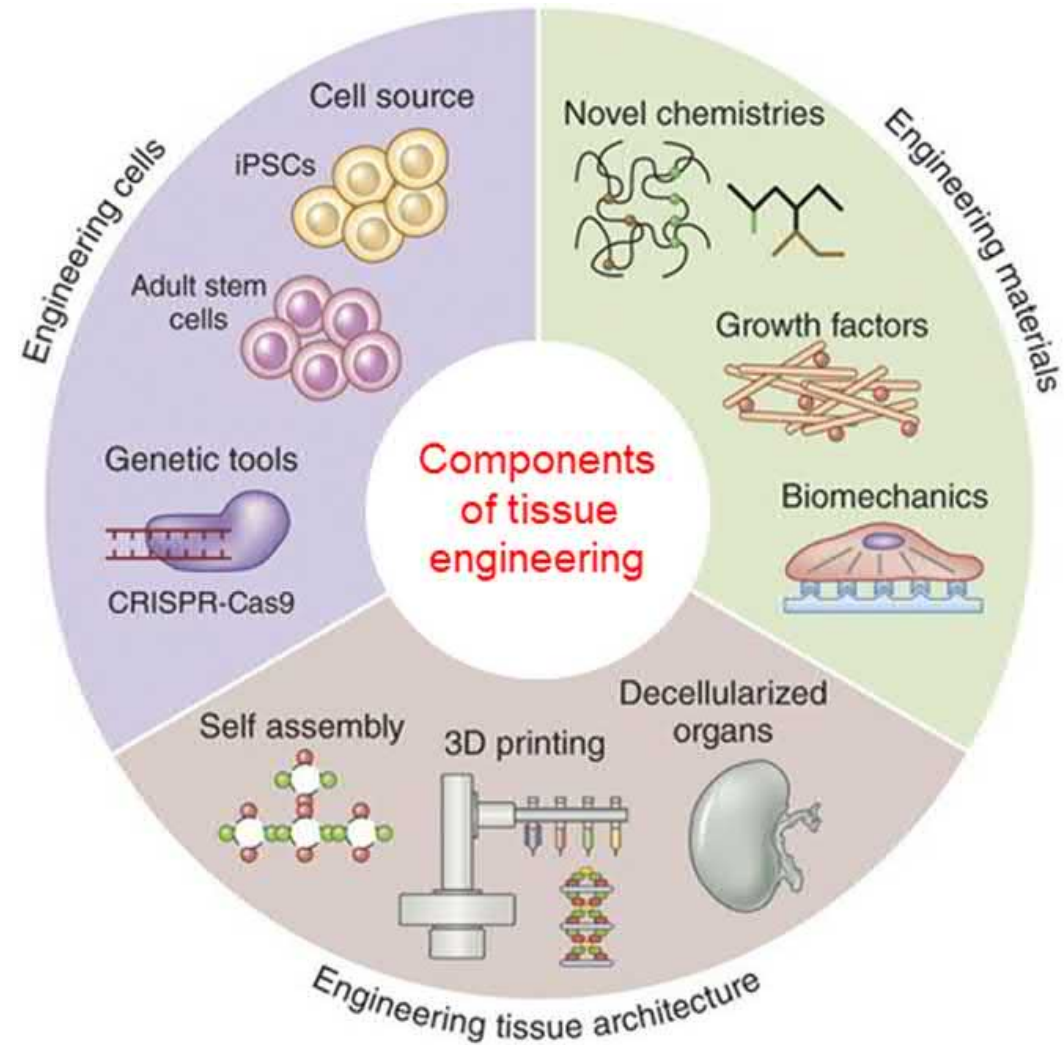 Components
of tissue
engineering
Engineering cells
Cell source
iPSCs
Adult stem
cells
Genetic tools
CRISPR-Cas9
Engineering materials
Novel chemistries
Growth factors
Biomechanics
Engineering tissue architecture
Self assembly
3D printing
Decellularized
organs